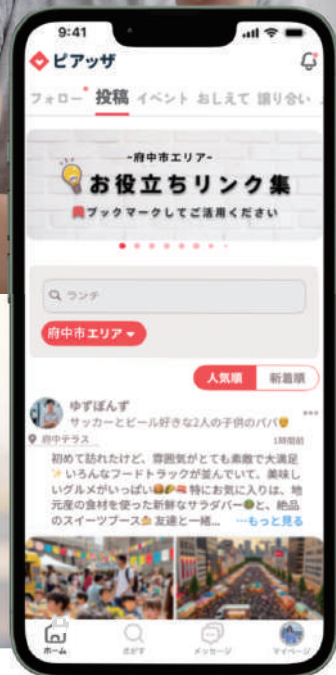 9:41
ピアッザ
フォロー 投稿 イベント おしえて 譲り合い
-府中市エリア-
お役立ちリンク集
ブックマークしてご活用ください
ランチ
府中市エリア
人気順 新着順
ゆずぽんず
サッカーとビール好きな2人の子供のパパ
府中テラス 1時間前
初めて訪れたけど、雰囲気がとても素敵で大満足
✨いろんなフードトラックが並んでいて、美味し
いグルメがいっぱい🍔🌮🍣特にお気に入りは、地
元産の食材を使った新鮮なサラダバー🥗と、絶品
のスイーツブース🍰友達と一緒... …もっと見る
ホーム さがす メッセージ マイページ